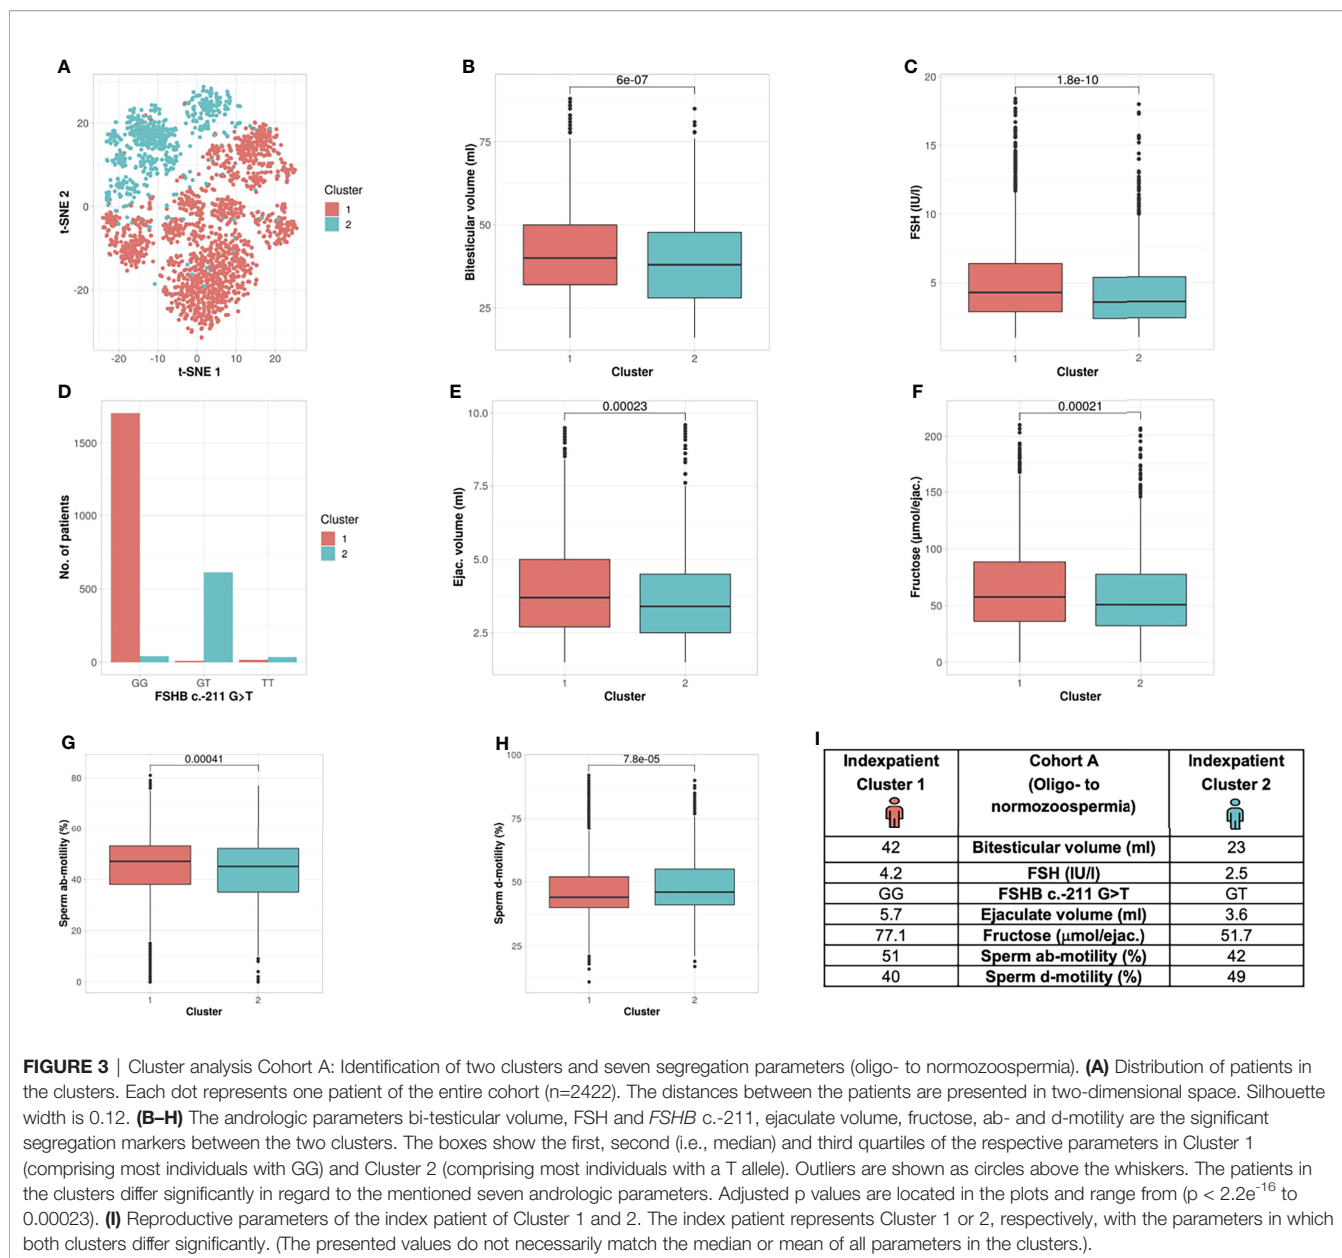 A
20
0
-20
t-SNE 2
-20
-10
0
10
20
t-SNE 1
Cluster
1
2
B
6e-07
75
50
25
Bitesticular volume (ml)
1
2
Cluster
C
1.8e-10
20
15
10
5
FSH (IU/l)
1
2
Cluster
D
1500
1000
500
0
No. of patients
GG
GT
TT
FSHB c.-211 G>T
Cluster
1
2
E
0.00023
10.0
7.5
5.0
2.5
Ejac. volume (ml)
1
2
Cluster
F
0.00021
200
150
100
50
0
Fructose (µmol/ejac.)
1
2
Cluster
G
0.00041
80
60
40
20
0
Sperm ab-motility (%)
1
2
Cluster
H
7.8e-05
100
75
50
25
Sperm d-motility (%)
1
2
Cluster
I
Indexpatient Cohort A Indexpatient
Cluster 1 (Oligo- to Cluster 2
normozoospermia)
42 Bitesticular volume (ml) 23
4.2 FSH (IU/l) 2.5
GG FSHB c.-211 G>T GT
5.7 Ejaculate volume (ml) 3.6
77.1 Fructose (µmol/ejac.) 51.7
51 Sperm ab-motility (%) 42
40 Sperm d-motility (%) 49
FIGURE 3 | Cluster analysis Cohort A: Identification of two clusters and seven segregation parameters (oligo- to normozoospermia). (A) Distribution of patients in
the clusters. Each dot represents one patient of the entire cohort (n=2422). The distances between the patients are presented in two-dimensional space. Silhouette
width is 0.12. (B–H) The andrologic parameters bi-testicular volume, FSH and FSHB c.-211, ejaculate volume, fructose, ab- and d-motility are the significant
segregation markers between the two clusters. The boxes show the first, second (i.e., median) and third quartiles of the respective parameters in Cluster 1
(comprising most individuals with GG) and Cluster 2 (comprising most individuals with a T allele). Outliers are shown as circles above the whiskers. The patients in
the clusters differ significantly in regard to the mentioned seven andrologic parameters. Adjusted p values are located in the plots and range from (p < 2.2e-16 to
0.00023). (I) Reproductive parameters of the index patient of Cluster 1 and 2. The index patient represents Cluster 1 or 2, respectively, with the parameters in which
both clusters differ significantly. (The presented values do not necessarily match the median or mean of all parameters in the clusters.).